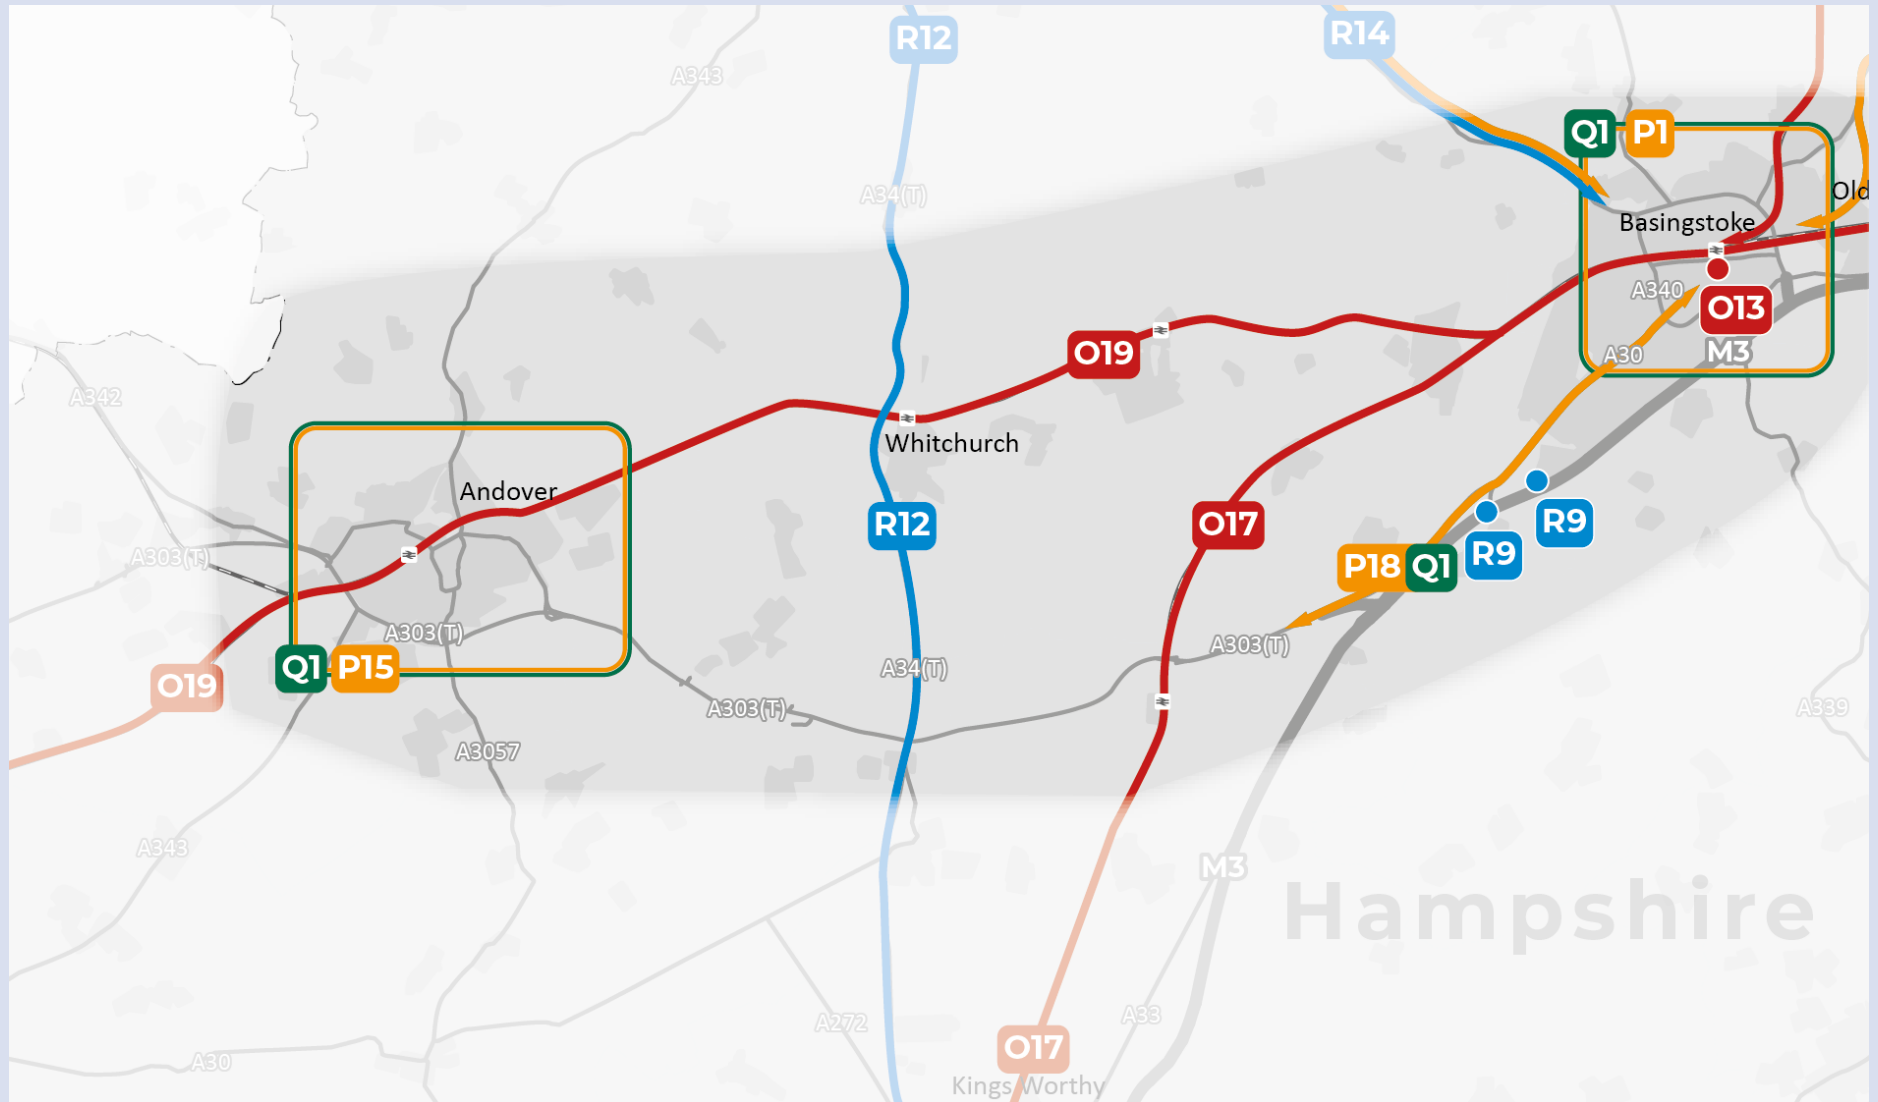 R12
R14
A343
Q1 P1
A34(T)
Old
Basingstoke
A340
O13
O19
M3
A30
A342
Whitchurch
Andover
R12
O17
R9
A303(T)
P18 Q1 R9
A303(T)
A303(T)
Q1 P15
A34(T)
O19
A303(T)
A339
A3057
A343
M3
Hampshire
A272
A33
O17
A30
Kings Worthy